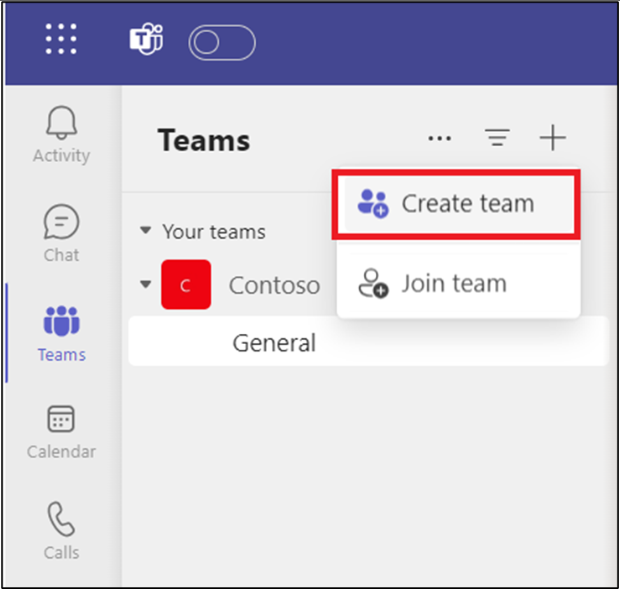 T
Activity
Chat
Teams
Calendar
Calls
Teams
Create team
Join team
Your teams
C
Contoso
General